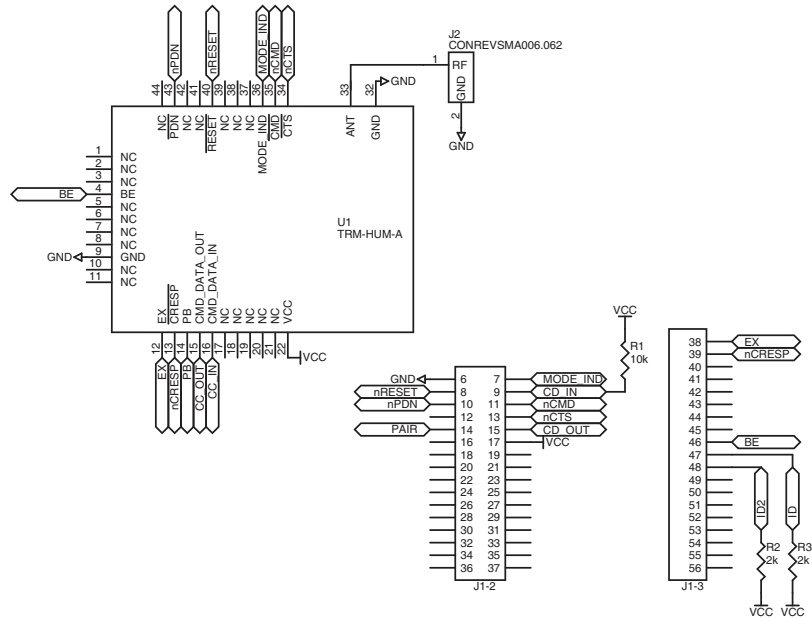 nPDN
nRESET
MODE_IND
nCMD
nCTS
44
43
42
41
40
39
38
37
36
35
34
33
32
NC
PDN
NC
NC
RESET
NC
NC
NC
MODE_IND
CMD
CTS
ANT
GND
GND
J2
CONREVSMA006.062
1
RF
GND
2
GND
1 NC
2 NC
3 NC
BE 4 BE
5 NC
6 NC
7 NC
8 NC
GND 9 GND
10 NC
11 NC
U1
TRM-HUM-A
EX
CRESP
PB
CMD_DATA_OUT
CMD_DATA_IN
NC
NC
NC
NC
NC
VCC
12
13
14
15
16
17
18
19
20
21
22
EX
nCRESP
PB
CC_OUT
CC_IN
VCC
VCC
R1
10k
GND 6 7 MODE_IND
nRESET 8 9 CD_IN
nPDN 10 11 nCMD
12 13 nCTS
PAIR 14 15 CD_OUT
16 17 VCC
18 19
20 21
22 23
24 25
26 27
28 29
30 31
32 33
34 35
36 37
J1-2
38 EX
39 nCRESP
40
41
42
43
44
45
46 BE
47
48
49
50
51
52
53
54
55
56
J1-3
ID2
ID
R2
2k
R3
2k
VCC
VCC